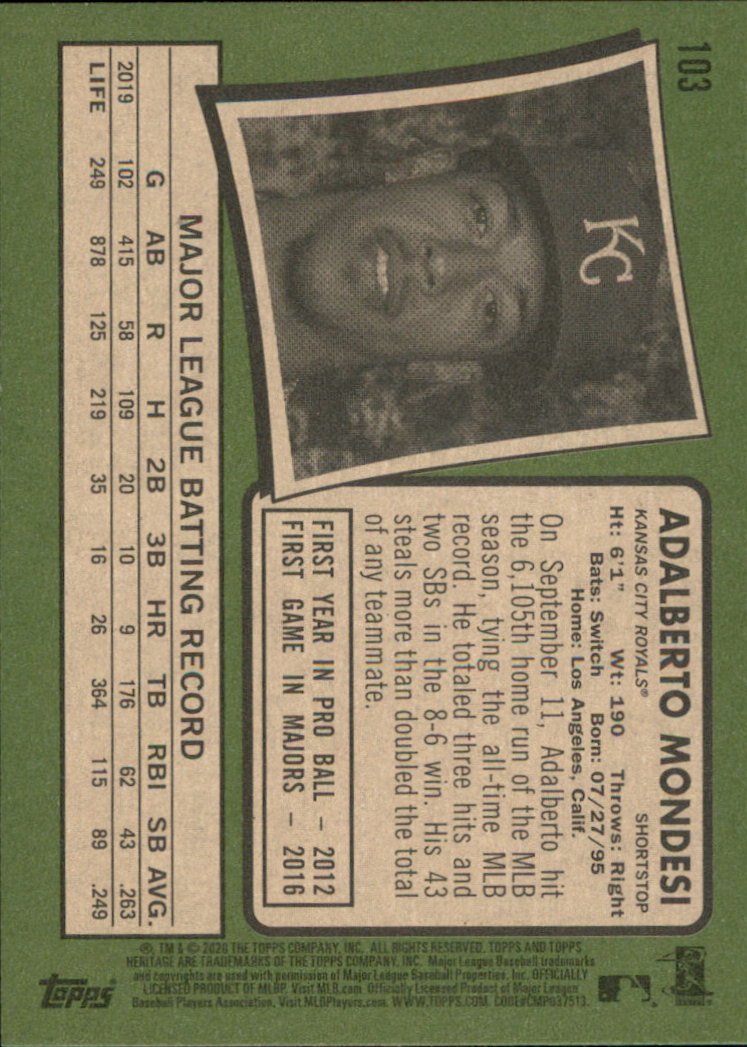 103
KC
ADALBERTO MONDESI
KANSAS CITY ROYALS® SHORTSTOP
Ht: 6'1" Wt: 190 Throws: Right
Bats: Switch Born: 07/27/95
Home: Los Angeles, Calif.
On September 11, Adalberto hit
the 6,105th home run of the MLB
season, tying the all-time MLB
record. He totaled three hits and
two SBs in the 8-6 win. His 43
steals more than doubled the total
of any teammate.
FIRST YEAR IN PRO BALL – 2012
FIRST GAME IN MAJORS – 2016
MAJOR LEAGUE BATTING RECORD
G AB R H 2B 3B HR TB RBI SB AVG.
2019 102 415 58 109 20 10 9 176 62 43 .263
LIFE 249 878 125 219 35 16 26 364 115 89 .249
®, TM & © 2020 THE TOPPS COMPANY, INC. ALL RIGHTS RESERVED. TOPPS AND TOPPS
HERITAGE ARE TRADEMARKS OF THE TOPPS COMPANY, INC. Major League Baseball trademarks
and copyrights are used with permission of Major League Baseball Properties, Inc. OFFICIALLY
LICENSED PRODUCT OF MLBP. Visit MLB.com. Officially Licensed Product of Major League
Baseball Players Association. Visit MLBPlayers.com. WWW.TOPPS.COM. CODE#CMP037513.
topps